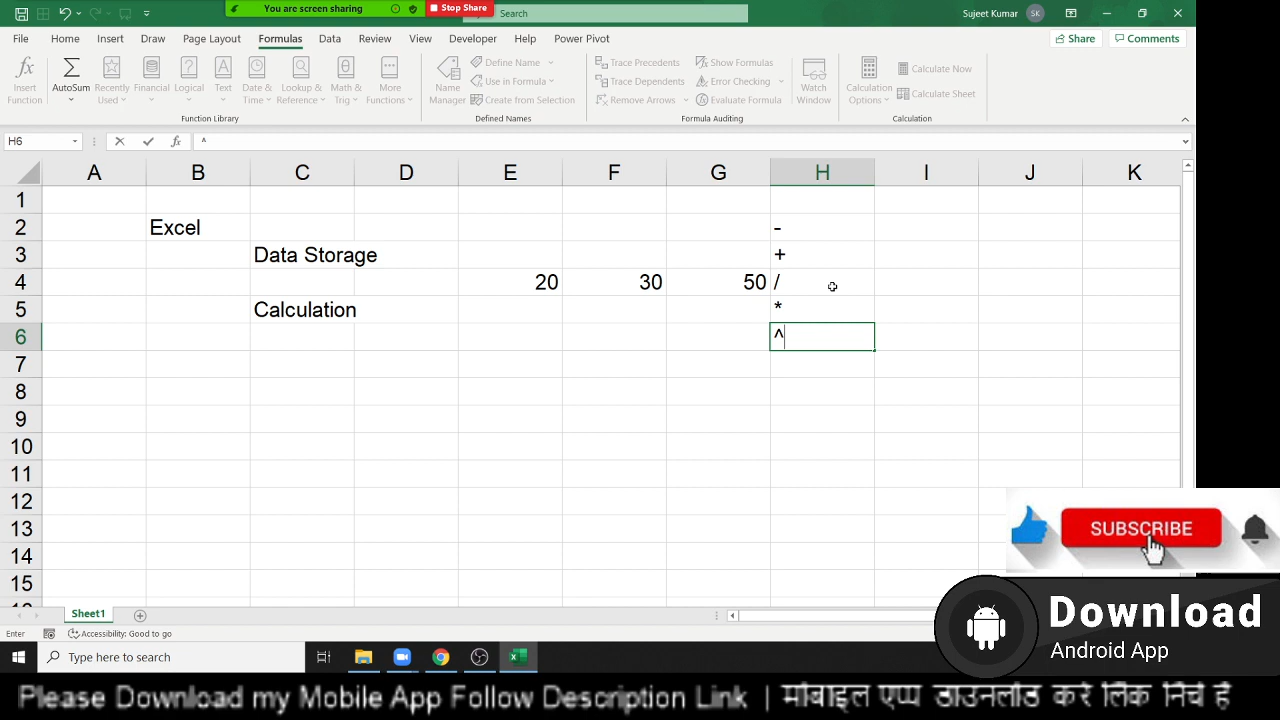 You are screen sharing
Stop Share
Search
Sujeet Kumar SK
File Home Insert Draw Page Layout Formulas Data Review View Developer Help Power Pivot Share Comments
Insert Function
AutoSum
Recently Used
Financial
Logical
Text
Date & Time
Lookup & Reference
Math & Trig
More Functions
Function Library
Name Manager
Define Name
Use in Formula
Create from Selection
Defined Names
Trace Precedents
Trace Dependents
Remove Arrows
Show Formulas
Error Checking
Evaluate Formula
Formula Auditing
Watch Window
Calculation Options
Calculate Now
Calculate Sheet
Calculation
H6 fx ^
A B C D E F G H I J K
1
2 Excel -
3 Data Storage +
4 20 30 50 /
5 Calculation *
6 ^
7
8
9
10
11
12
13
14
15
SUBSCRIBE
Sheet1
Enter Accessibility: Good to go
Download
Android App
Type here to search
Please Download my Mobile App Follow Description Link | मोबाइल एप्प डाउनलोड करे लिंक निचे है